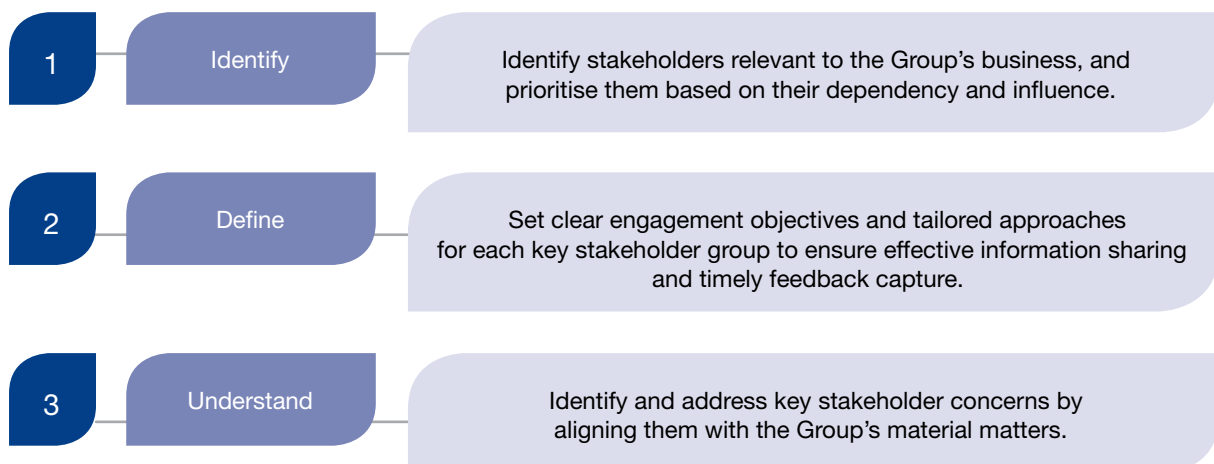 1
Identify
Identify stakeholders relevant to the Group’s business, and
prioritise them based on their dependency and influence.
2
Define
Set clear engagement objectives and tailored approaches
for each key stakeholder group to ensure effective information sharing
and timely feedback capture.
3
Understand
Identify and address key stakeholder concerns by
aligning them with the Group’s material matters.